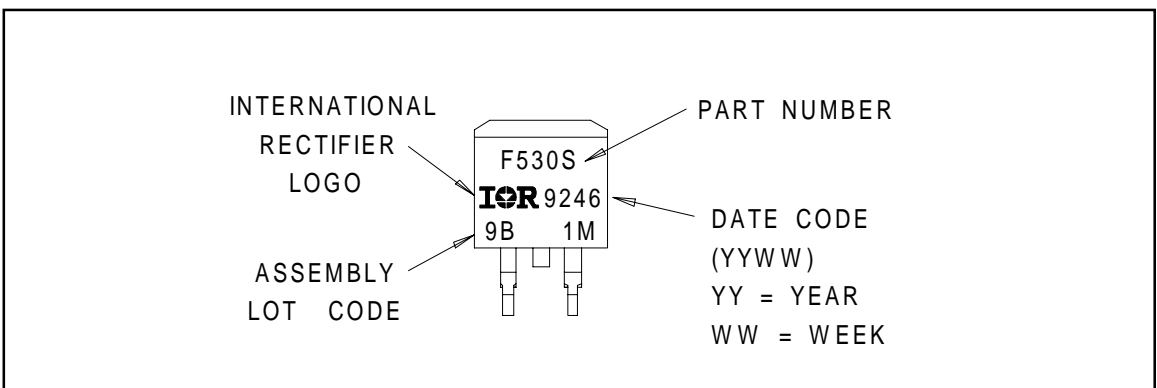 INTERNATIONAL
RECTIFIER
LOGO
PART NUMBER
F530S
IOR 9246
9B 1M
ASSEMBLY
LOT CODE
DATE CODE
(YYWW)
YY = YEAR
WW = WEEK